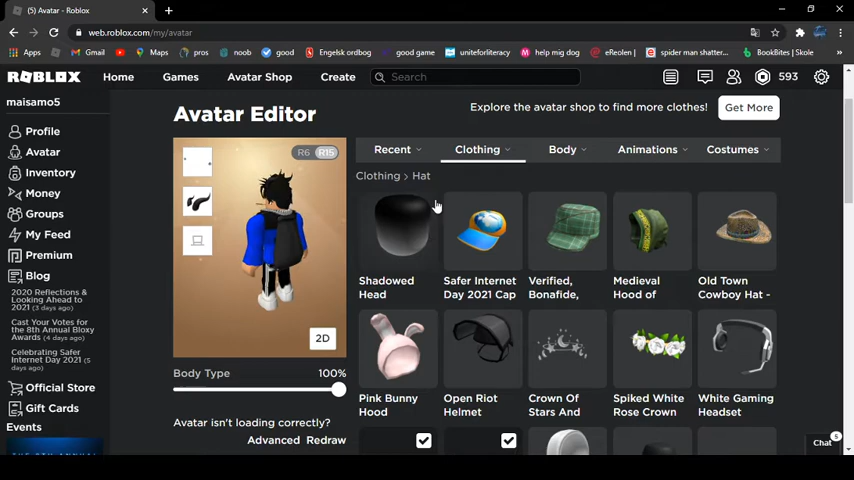 (5) Avatar - Roblox
web.roblox.com/my/avatar
Apps
Gmail
YouTube
Maps
pros
noob
good
Engelsk ordbog
good game
uniteforliteracy
help mig dog
eReolen |
spider man shatter...
BookBites | Skole
ROBLOX
Home
Games
Avatar Shop
Create
Search
593
maisamo5
Profile
Avatar
Inventory
Money
Groups
My Feed
Premium
Blog
2020 Reflections &
Looking Ahead to
2021 (3 days ago)
Cast Your Votes for
the 8th Annual Bloxy
Awards (4 days ago)
Celebrating Safer
Internet Day 2021 (5
days ago)
Official Store
Gift Cards
Events
Avatar Editor
Explore the avatar shop to find more clothes!
Get More
R6
R15
2D
Body Type
100%
Avatar isn't loading correctly?
Advanced
Redraw
Recent
Clothing
Body
Animations
Costumes
Clothing > Hat
Shadowed
Head
Safer Internet
Day 2021 Cap
Verified,
Bonafide,
Medieval
Hood of
Old Town
Cowboy Hat -
Pink Bunny
Hood
Open Riot
Helmet
Crown Of
Stars And
Spiked White
Rose Crown
White Gaming
Headset
Chat
5